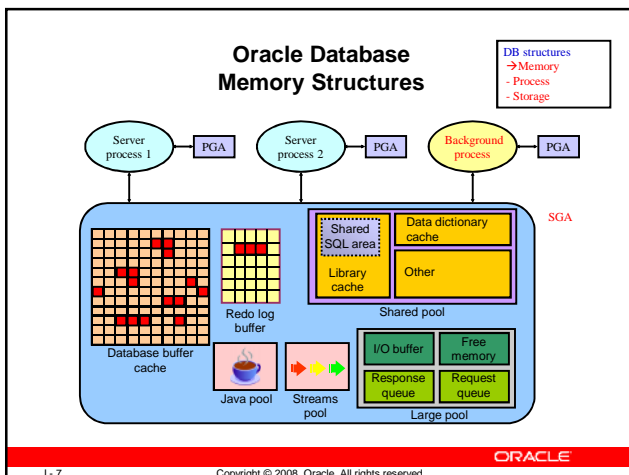 Oracle Database
Memory Structures
DB structures
→Memory
- Process
- Storage
Server
process 1
PGA
Server
process 2
PGA
Background
process
PGA
SGA
Database buffer
cache
Redo log
buffer
Shared
SQL area
Library
cache
Data dictionary
cache
Other
Shared pool
Java pool
Streams
pool
I/O buffer
Free
memory
Response
queue
Request
queue
Large pool
ORACLE
I - 7
Copyright © 2008, Oracle. All rights reserved.